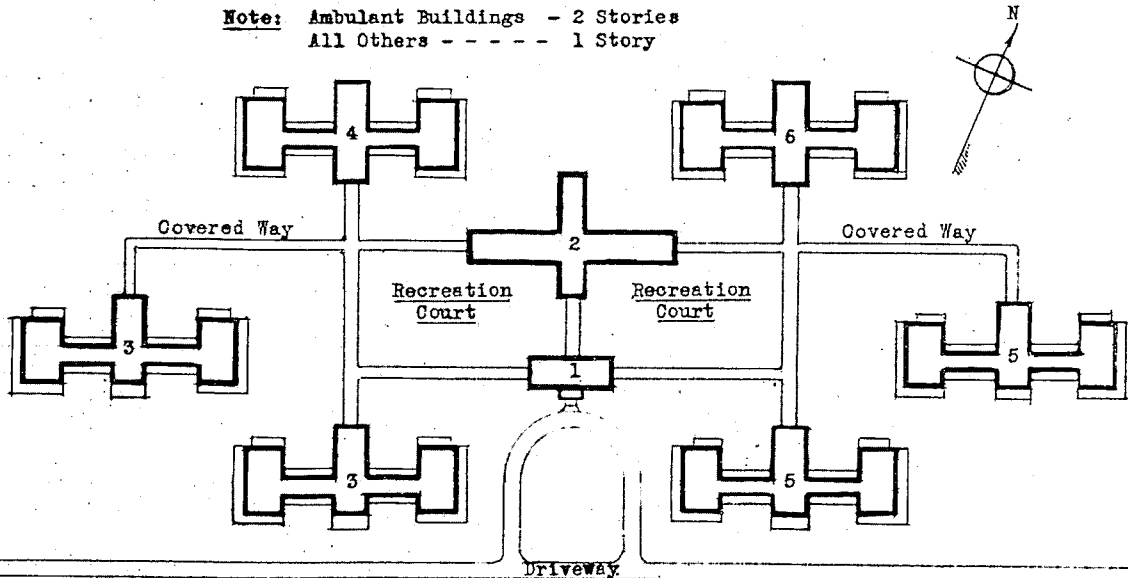 Note: Ambulant Buildings - 2 Stories
All Others - - - - - 1 Story
N
4
6
Covered Way
2
Covered Way
Recreation
Court
Recreation
Court
3
1
5
3
5
Driveway